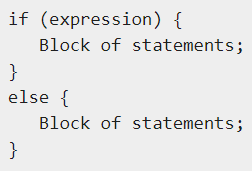 if (expression) {
   Block of statements;
}
else {
   Block of statements;
}